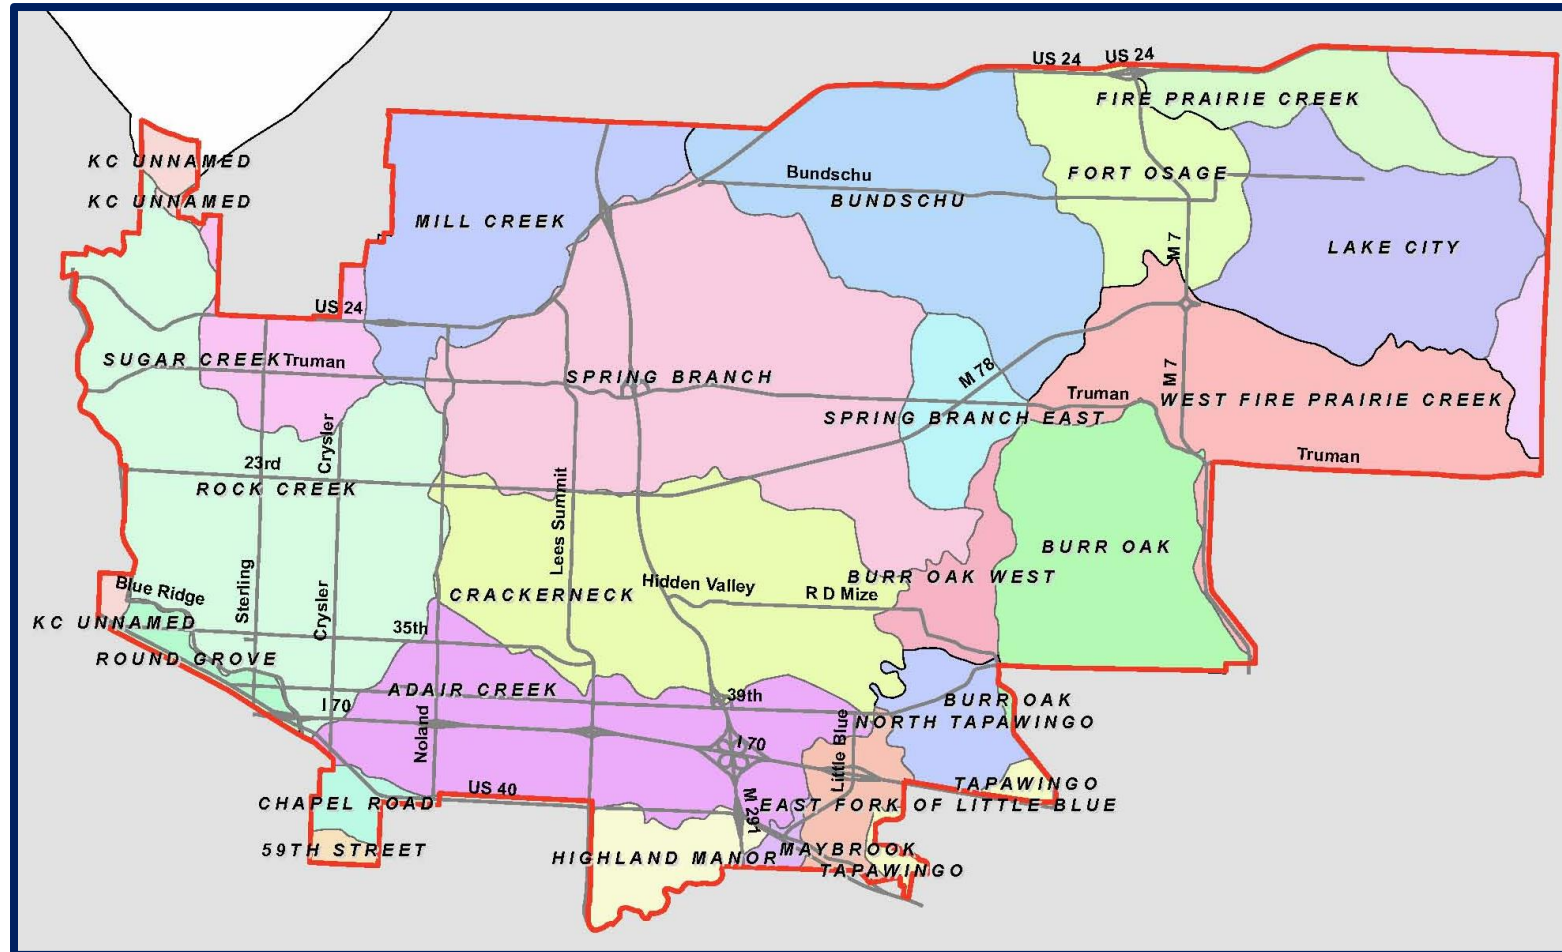 US 24
US 24
FIRE PRAIRIE CREEK
KC UNNAMED
KC UNNAMED
Bundschu
BUNDSCHU
FORT OSAGE
MILL CREEK
M 7
LAKE CITY
US 24
SUGAR CREEK
Truman
SPRING BRANCH
M 78
M 7
Truman
WEST FIRE PRAIRIE CREEK
SPRING BRANCH EAST
Crysler
23rd
ROCK CREEK
Lees Summit
Truman
BURR OAK
Blue Ridge
Sterling
Crysler
CRACKERNECK
Hidden Valley
R D Mize
BURR OAK WEST
KC UNNAMED
35th
ROUND GROVE
ADAIR CREEK
39th
I 70
Noland
I 70
Little Blue
BURR OAK
NORTH TAPAWINGO
TAPAWINGO
US 40
M 291
CHAPEL ROAD
EAST FORK OF LITTLE BLUE
59TH STREET
HIGHLAND MANOR
MAYBROOK
TAPAWINGO